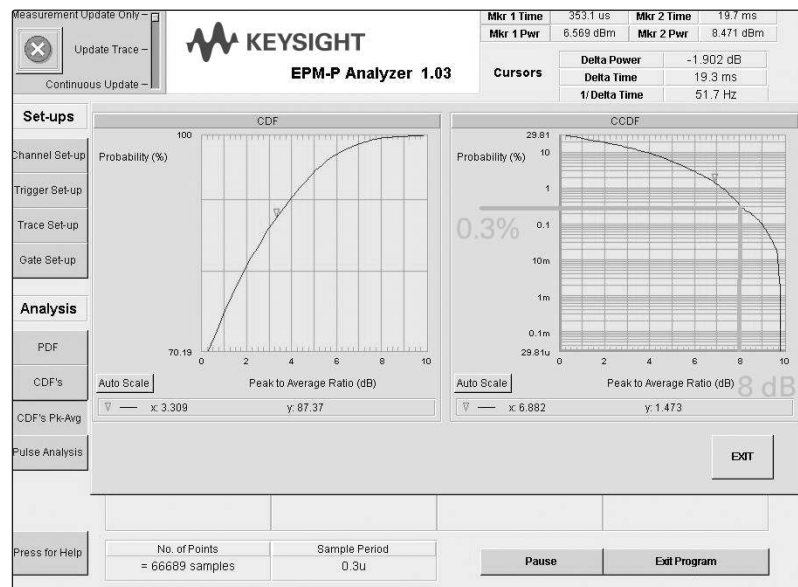 Measurement Update Only –
Update Trace –
Continuous Update –
KEYSIGHT
EPM-P Analyzer 1.03
Mkr 1 Time 353.1 us Mkr 2 Time 19.7 ms
Mkr 1 Pwr 6.569 dBm Mkr 2 Pwr 8.471 dBm
Cursors
Delta Power -1.902 dB
Delta Time 19.3 ms
1/Delta Time 51.7 Hz
Set-ups
Channel Set-up
Trigger Set-up
Trace Set-up
Gate Set-up
Analysis
PDF
CDF's
CDF's Pk-Avg
Pulse Analysis
Press for Help
CDF
100
Probability (%)
70.19
0 2 4 6 8 10
Auto Scale
Peak to Average Ratio (dB)
x: 3.309 y: 87.37
CCDF
29.81
Probability (%)
10
1
0.3%
0.1
10m
1m
0.1m
29.81u
0 2 4 6 8 10
Auto Scale
Peak to Average Ratio (dB)
8 dB
x: 6.882 y: 1.473
EXIT
No. of Points
= 66689 samples
Sample Period
0.3u
Pause
Exit Program